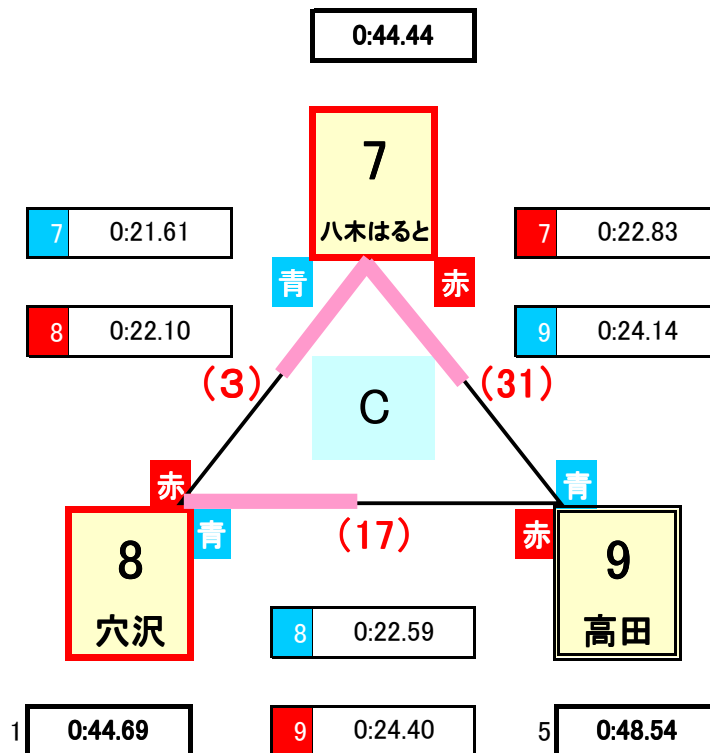 0:44.44
7
八木はると
7 0:21.61
7 0:22.83
青
赤
8 0:22.10
9 0:24.14
（3）
（31）
C
赤
青
青
赤
（17）
8
穴沢
9
高田
8 0:22.59
1 0:44.69
9 0:24.40
5 0:48.54